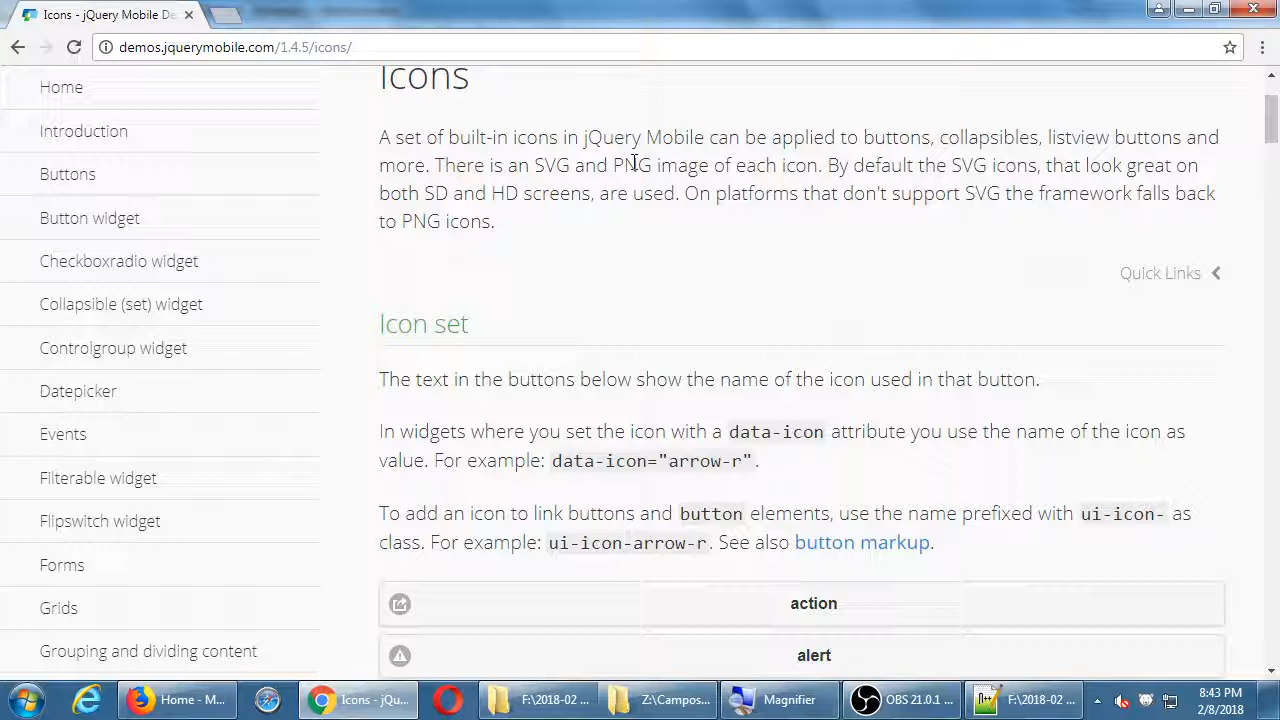 Icons - jQuery Mobile De
demos.jquerymobile.com/1.4.5/icons/
Home
Introduction
Buttons
Button widget
Checkboxradio widget
Collapsible (set) widget
Controlgroup widget
Datepicker
Events
Filterable widget
Flipswitch widget
Forms
Grids
Grouping and dividing content
Icons
A set of built-in icons in jQuery Mobile can be applied to buttons, collapsibles, listview buttons and
more. There is an SVG and PNG image of each icon. By default the SVG icons, that look great on
both SD and HD screens, are used. On platforms that don't support SVG the framework falls back
to PNG icons.
Quick Links
Icon set
The text in the buttons below show the name of the icon used in that button.
In widgets where you set the icon with a data-icon attribute you use the name of the icon as
value. For example: data-icon="arrow-r".
To add an icon to link buttons and button elements, use the name prefixed with ui-icon- as
class. For example: ui-icon-arrow-r. See also button markup.
action
alert
Home - M...
Icons - jQu...
F:\2018-02 ...
Z:\Campos...
Magnifier
OBS 21.0.1 ...
F:\2018-02 ...
8:43 PM
2/8/2018